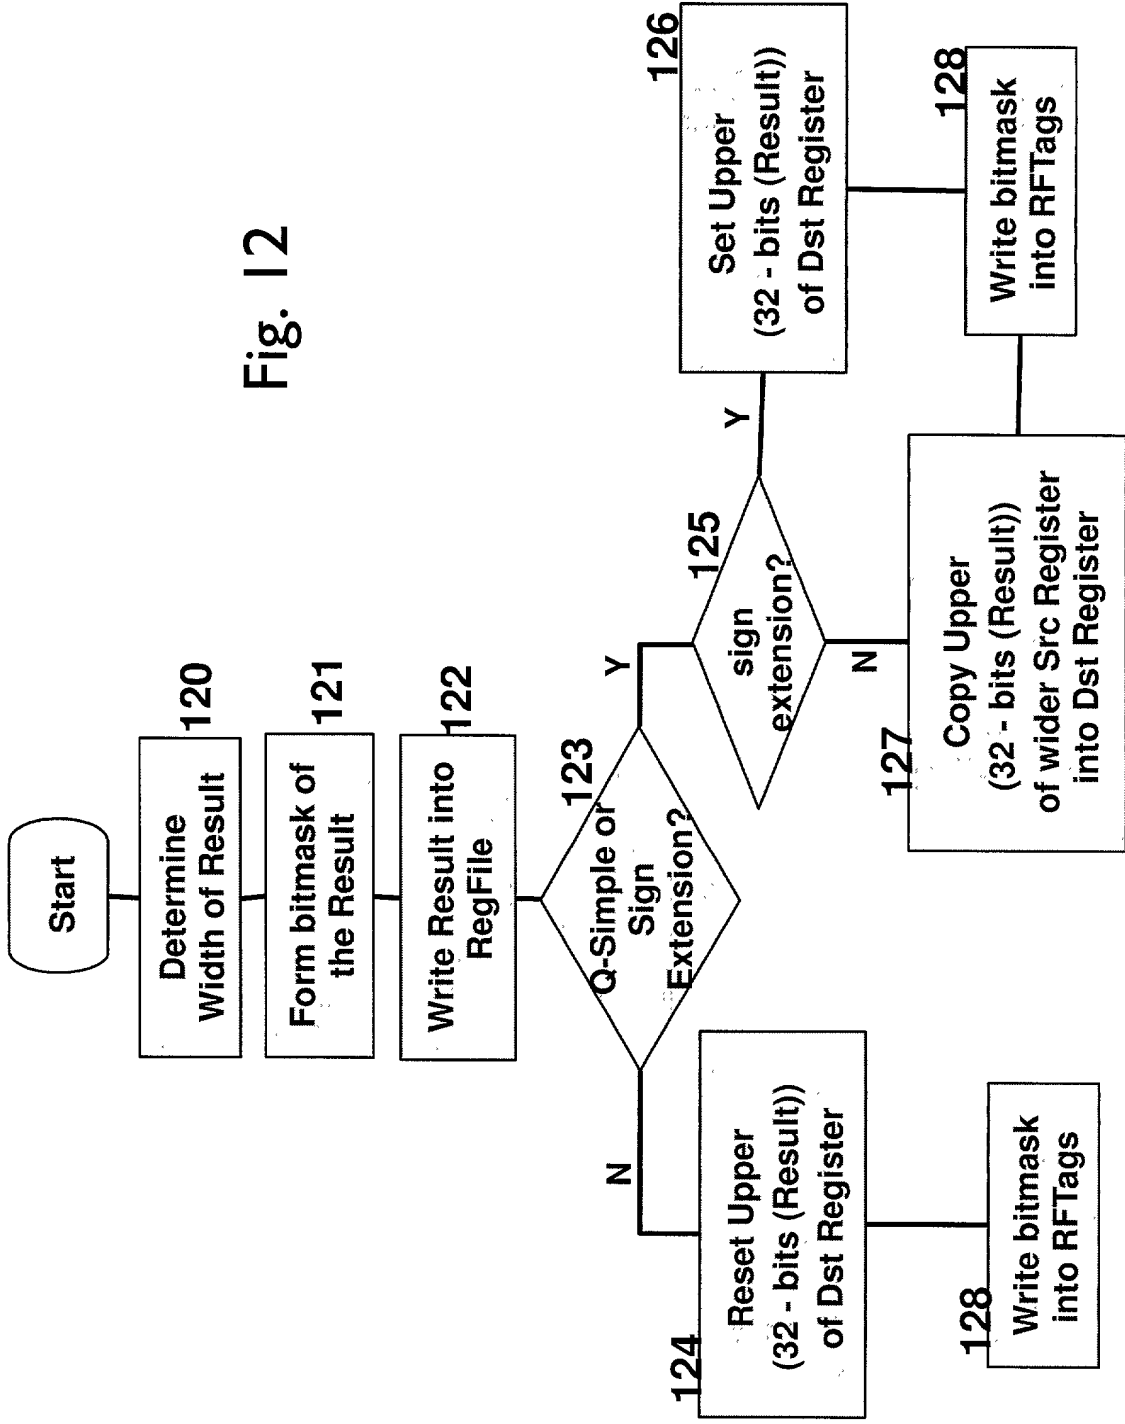 Fig. 12
Start
120
Determine
Width of Result
121
Form bitmask of
the Result
122
Write Result into
RegFile
123
Q-Simple or
Sign
Extension?
N
Y
124
Reset Upper
(32 - bits (Result))
of Dst Register
128
Write bitmask
into RFTags
125
sign
extension?
Y
N
126
Set Upper
(32 - bits (Result))
of Dst Register
127
Copy Upper
(32 - bits (Result))
of wider Src Register
into Dst Register
128
Write bitmask
into RFTags